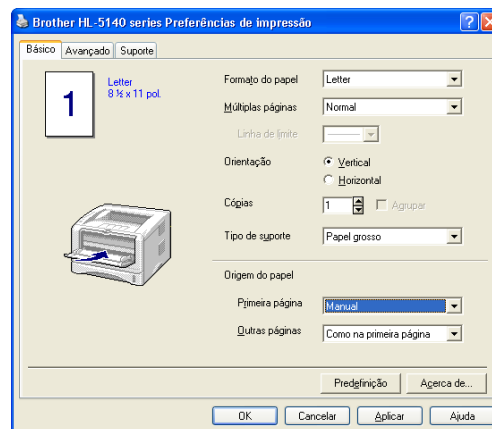 Brother HL-5140 series Preferências de impressão
Básico Avançado Suporte
1
Letter
8 ½ x 11 pol.
Formato do papel Letter
Múltiplas páginas Normal
Linha de limite
Orientação Vertical
Horizontal
Cópias 1 Agrupar
Tipo de suporte Papel grosso
Origem do papel
Primeira página Manual
Outras páginas Como na primeira página
Predefinição Acerca de...
OK Cancelar Aplicar Ajuda